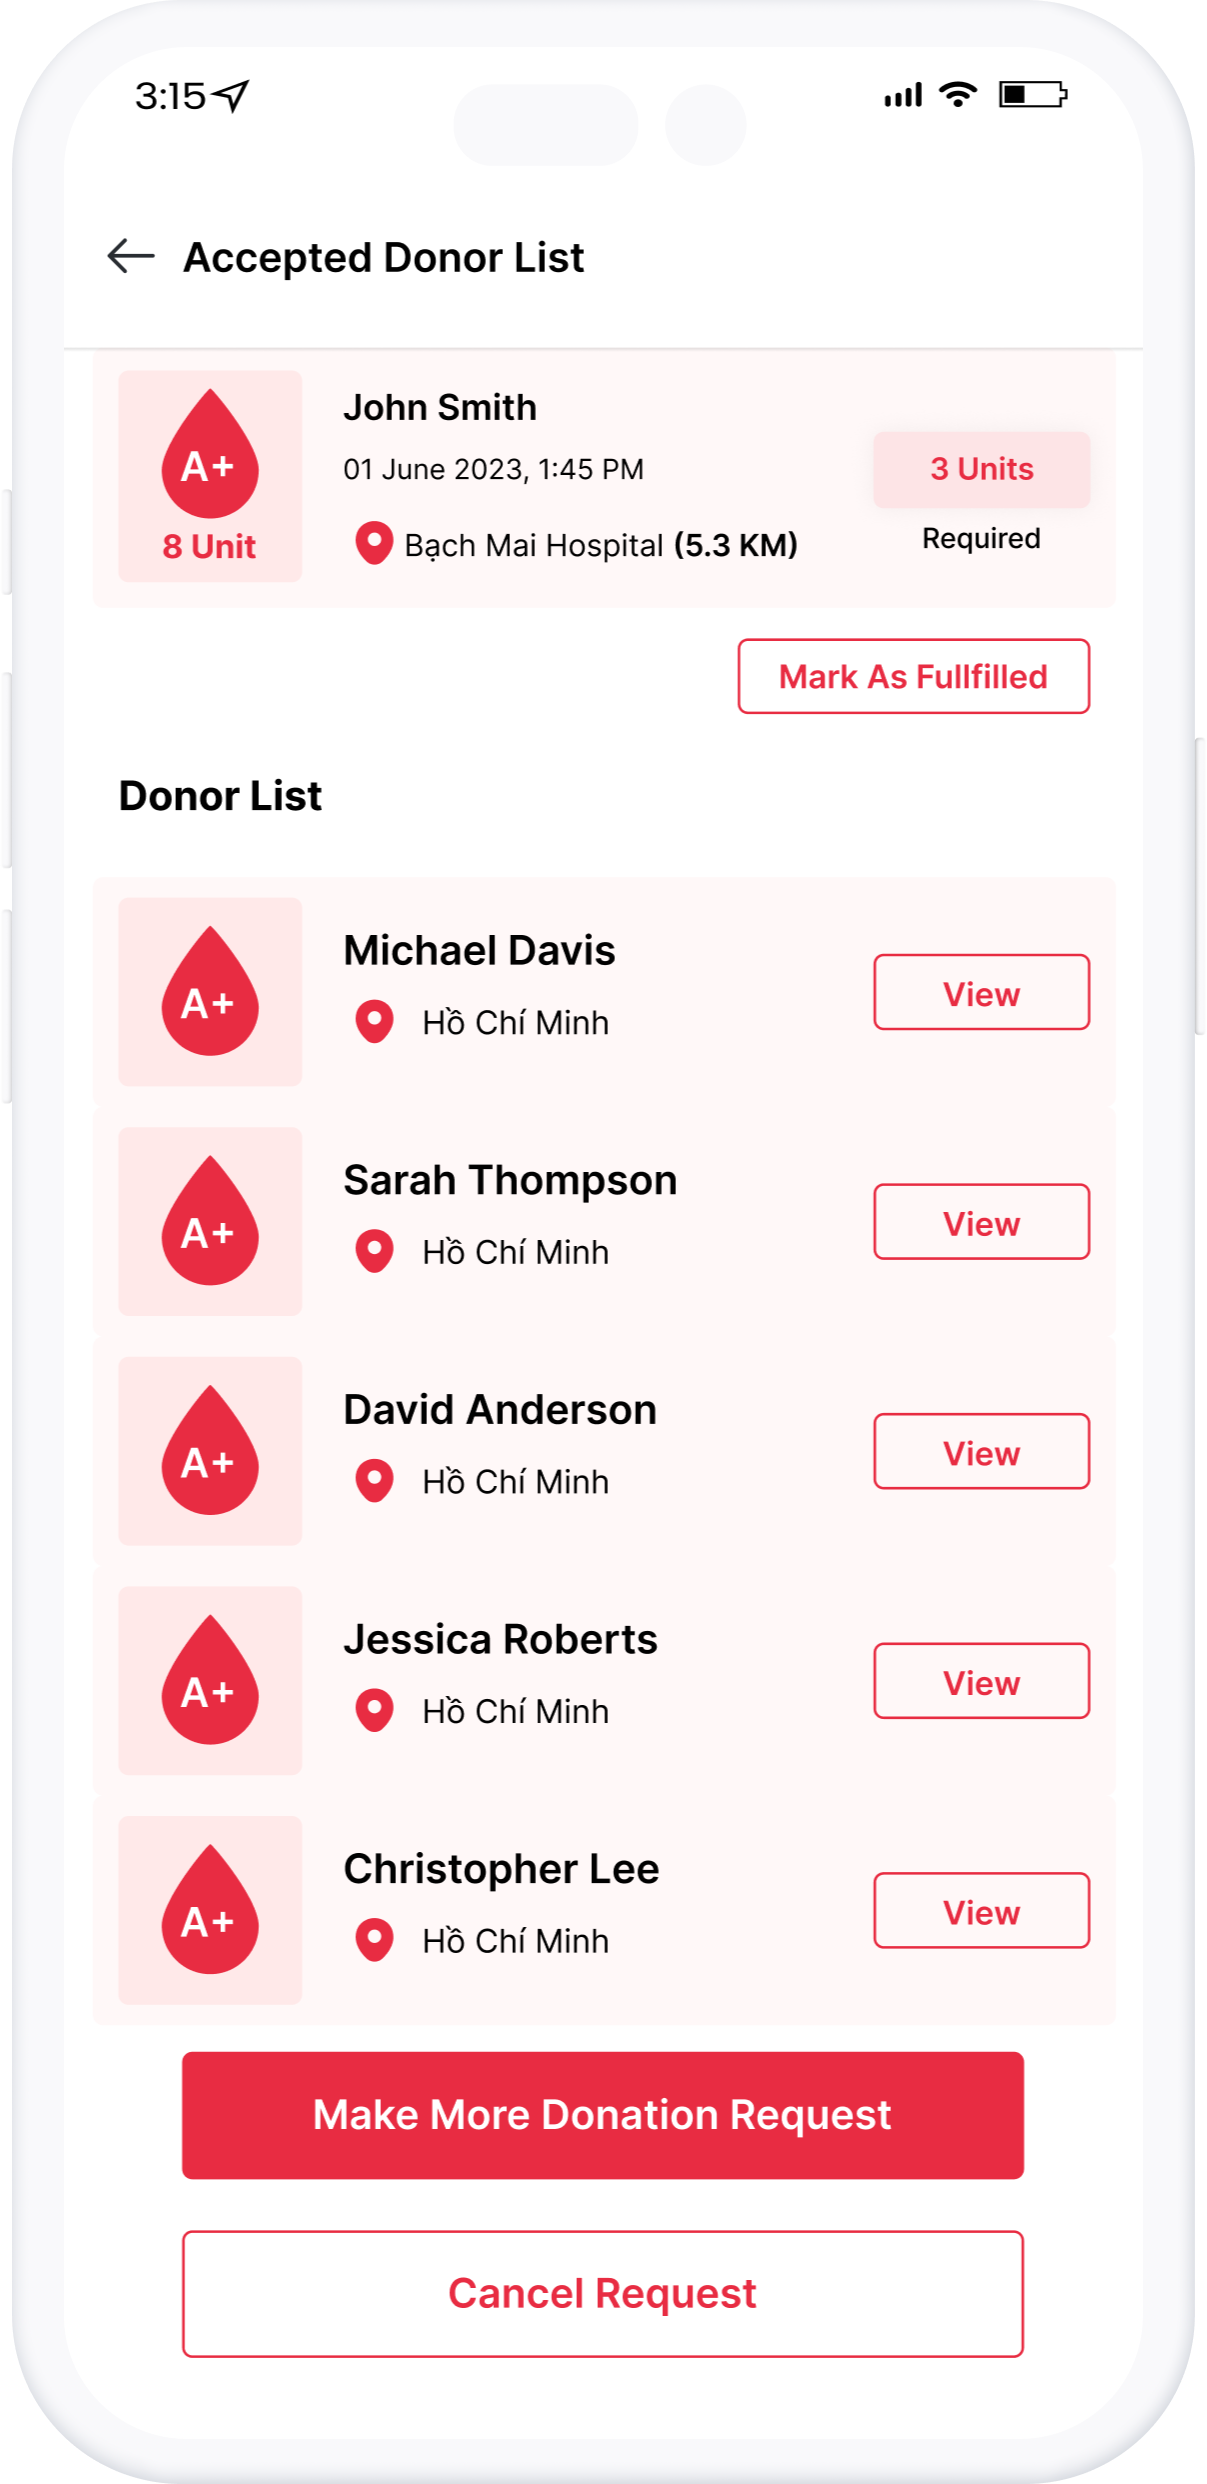 3:15
Accepted Donor List
A+
8 Unit
John Smith
01 June 2023, 1:45 PM
Bạch Mai Hospital (5.3 KM)
3 Units
Required
Mark As Fullfilled
Donor List
A+
Michael Davis
Hồ Chí Minh
View
A+
Sarah Thompson
Hồ Chí Minh
View
A+
David Anderson
Hồ Chí Minh
View
A+
Jessica Roberts
Hồ Chí Minh
View
A+
Christopher Lee
Hồ Chí Minh
View
Make More Donation Request
Cancel Request